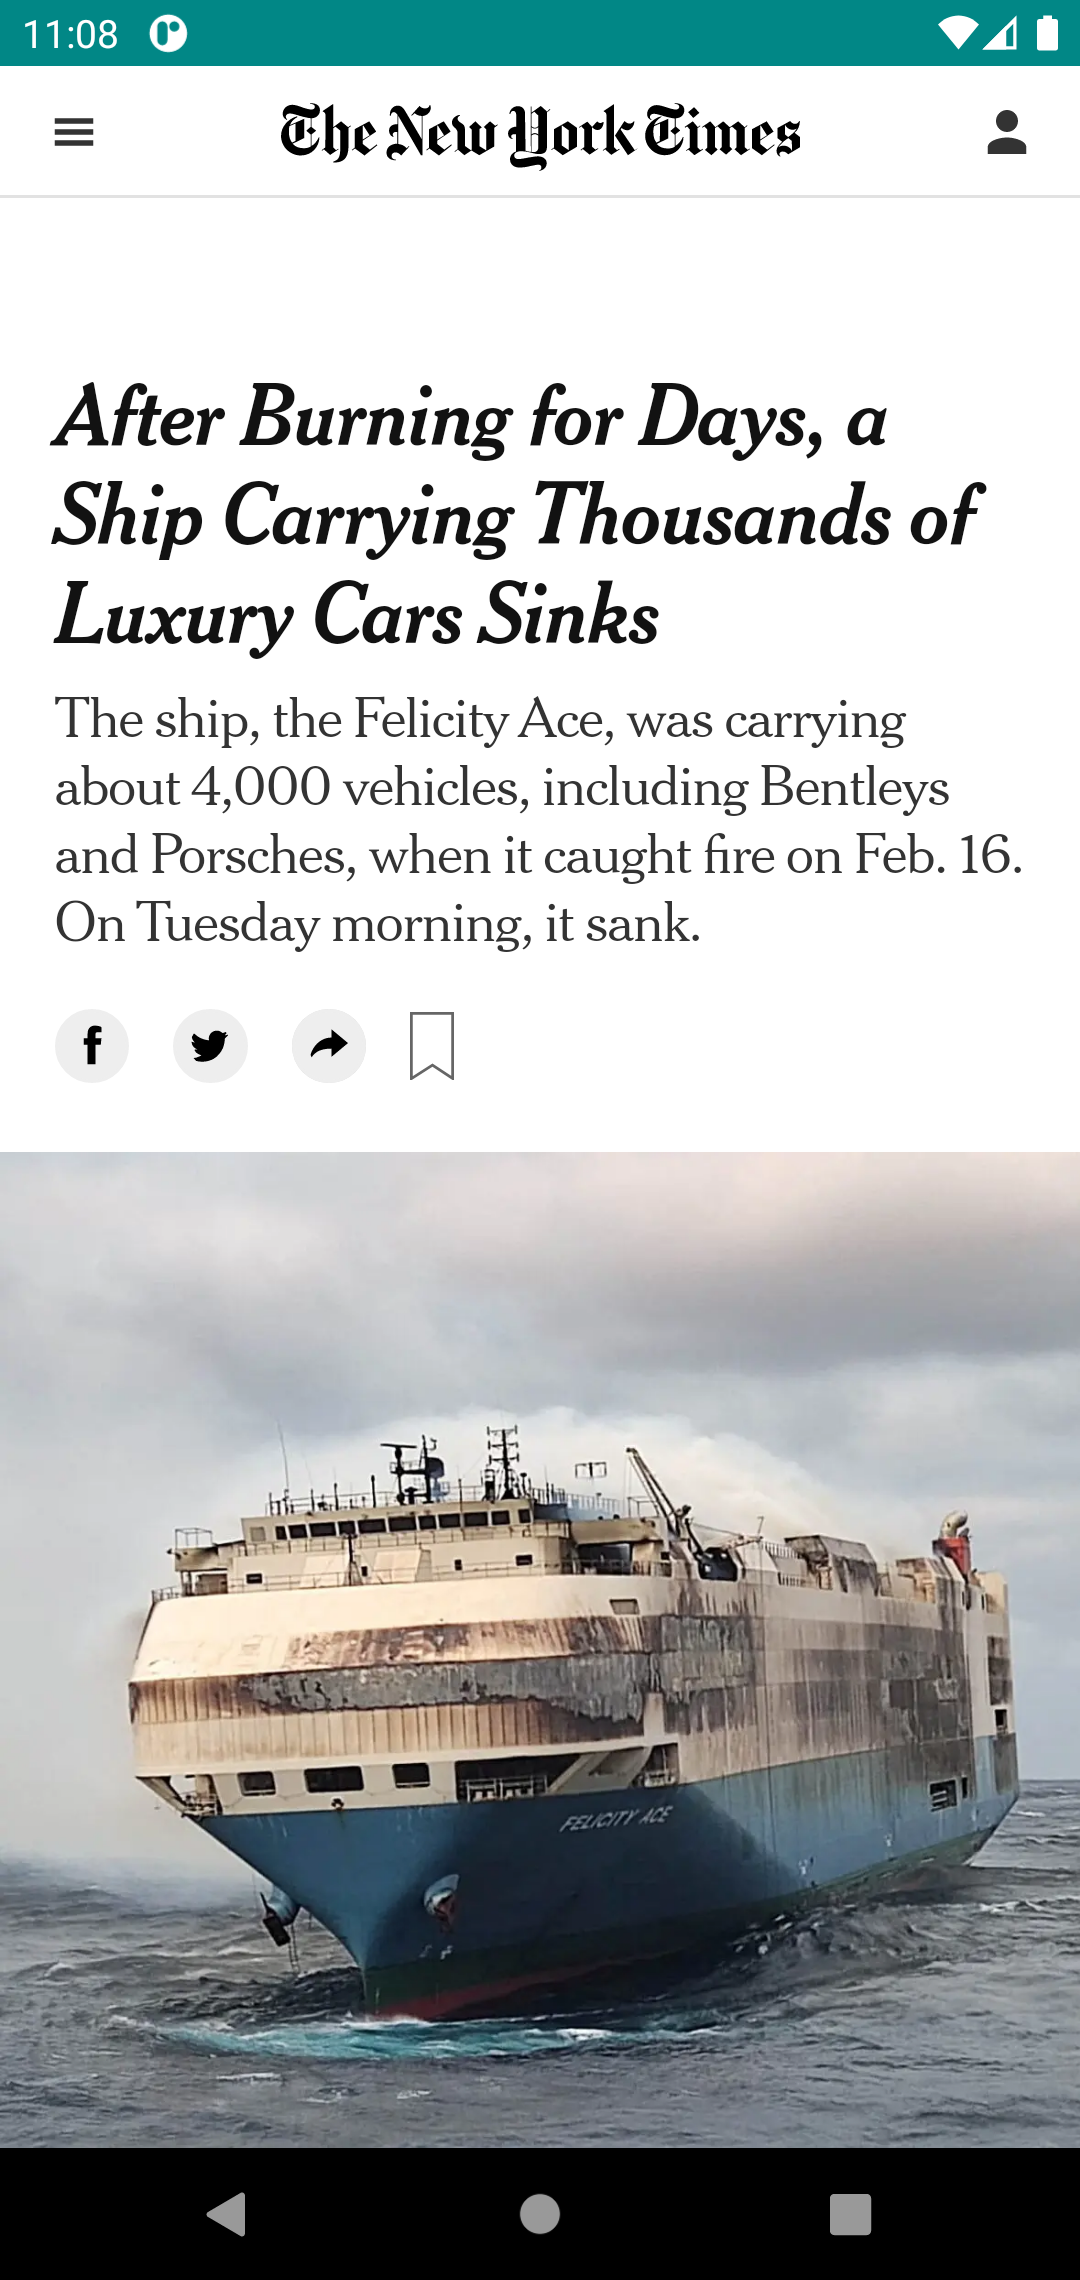 11:08
The New York Times
After Burning for Days, a
Ship Carrying Thousands of
Luxury Cars Sinks
The ship, the Felicity Ace, was carrying
about 4,000 vehicles, including Bentleys
and Porsches, when it caught fire on Feb. 16.
On Tuesday morning, it sank.
FELICITY ACE